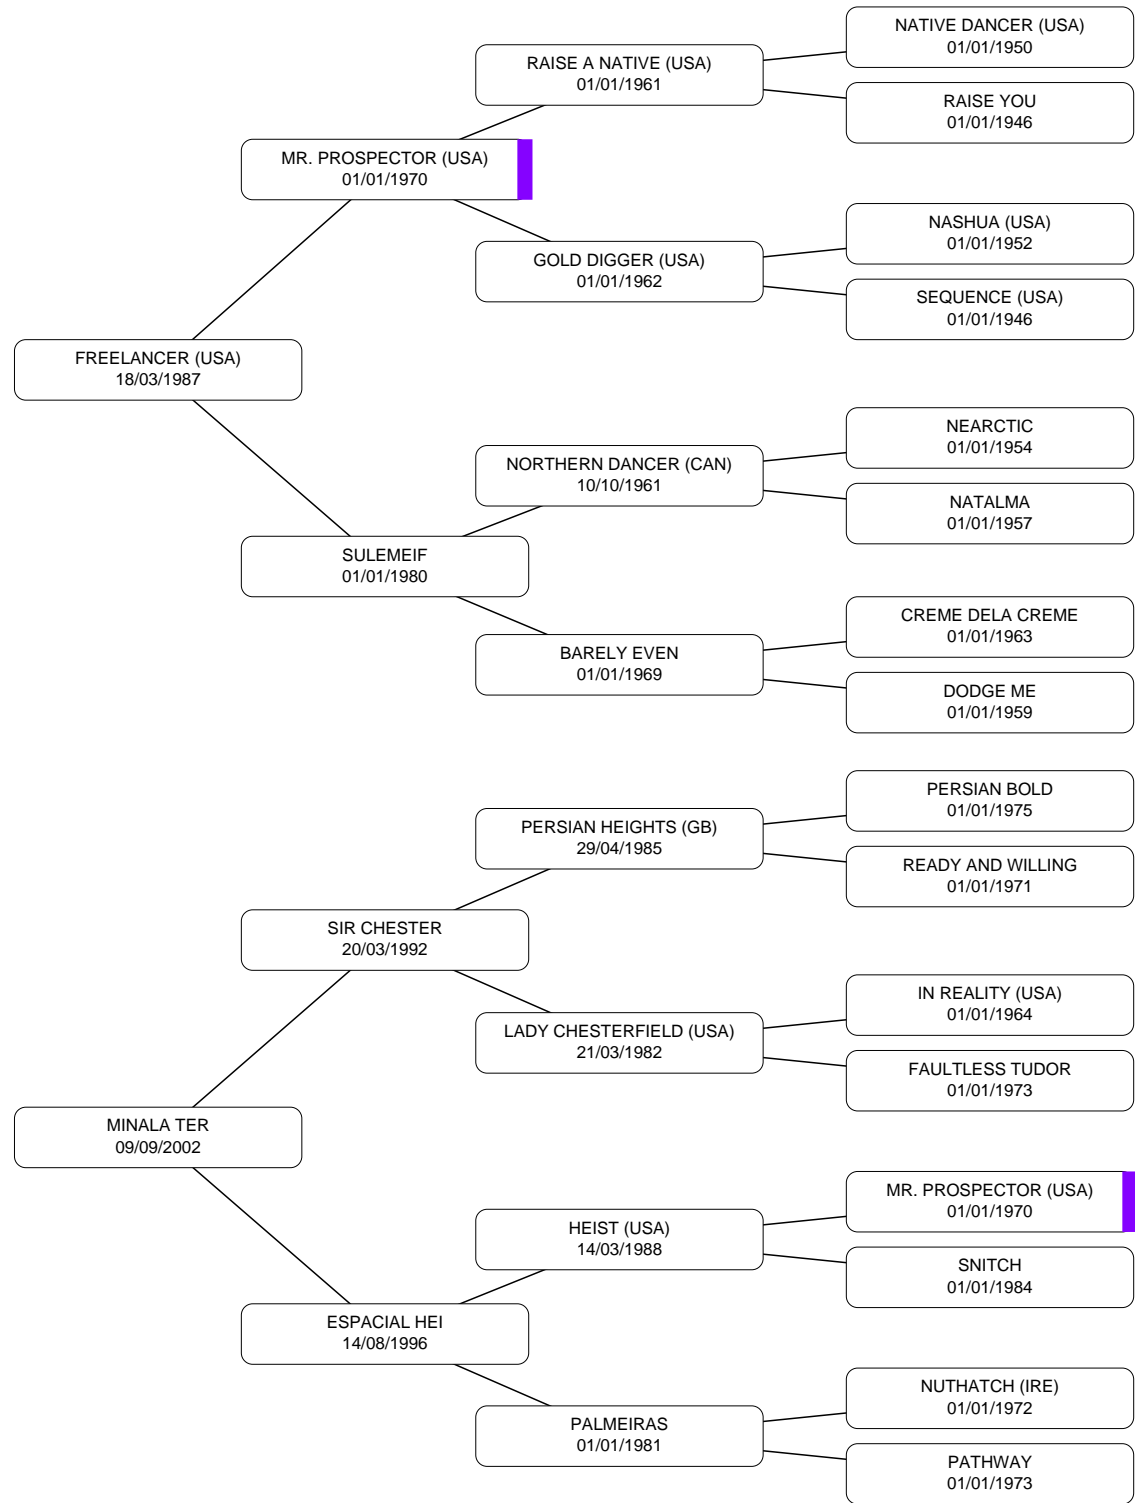 NATIVE DANCER (USA)
01/01/1950
RAISE A NATIVE (USA)
01/01/1961
RAISE YOU
01/01/1946
MR. PROSPECTOR (USA)
01/01/1970
NASHUA (USA)
01/01/1952
GOLD DIGGER (USA)
01/01/1962
SEQUENCE (USA)
01/01/1946
FREELANCER (USA)
18/03/1987
NEARCTIC
01/01/1954
NORTHERN DANCER (CAN)
10/10/1961
NATALMA
01/01/1957
SULEMEIF
01/01/1980
CREME DELA CREME
01/01/1963
BARELY EVEN
01/01/1969
DODGE ME
01/01/1959
PERSIAN BOLD
01/01/1975
PERSIAN HEIGHTS (GB)
29/04/1985
READY AND WILLING
01/01/1971
SIR CHESTER
20/03/1992
IN REALITY (USA)
01/01/1964
LADY CHESTERFIELD (USA)
21/03/1982
FAULTLESS TUDOR
01/01/1973
MINALA TER
09/09/2002
MR. PROSPECTOR (USA)
01/01/1970
HEIST (USA)
14/03/1988
SNITCH
01/01/1984
ESPACIAL HEI
14/08/1996
NUTHATCH (IRE)
01/01/1972
PALMEIRAS
01/01/1981
PATHWAY
01/01/1973